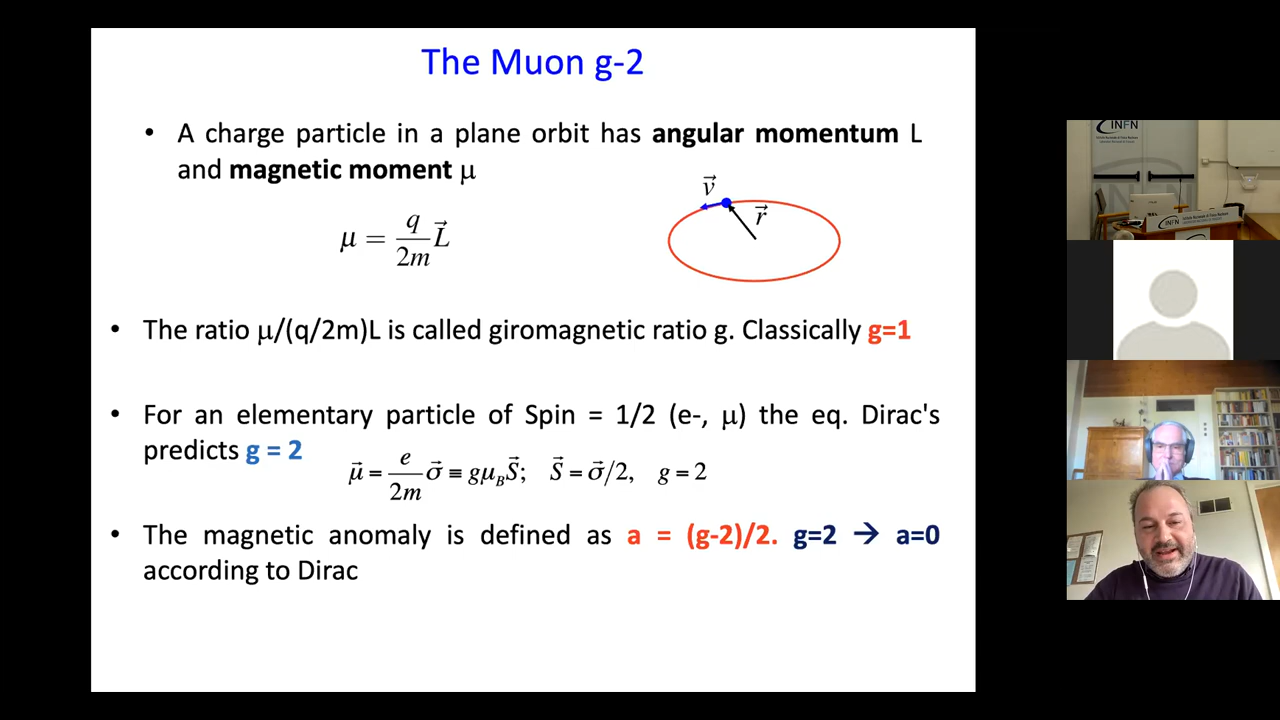 The Muon g-2
• A charge particle in a plane orbit has angular momentum L
and magnetic moment μ
μ = q/2m L⃗
v⃗
r⃗
• The ratio μ/(q/2m)L is called giromagnetic ratio g. Classically g=1
• For an elementary particle of Spin = 1/2 (e-, μ) the eq. Dirac's
predicts g = 2
μ⃗ = e/2m σ⃗ ≡ gμ_B S⃗; S⃗ = σ⃗/2, g = 2
• The magnetic anomaly is defined as a = (g-2)/2. g=2 → a=0
according to Dirac
INFN
INFN